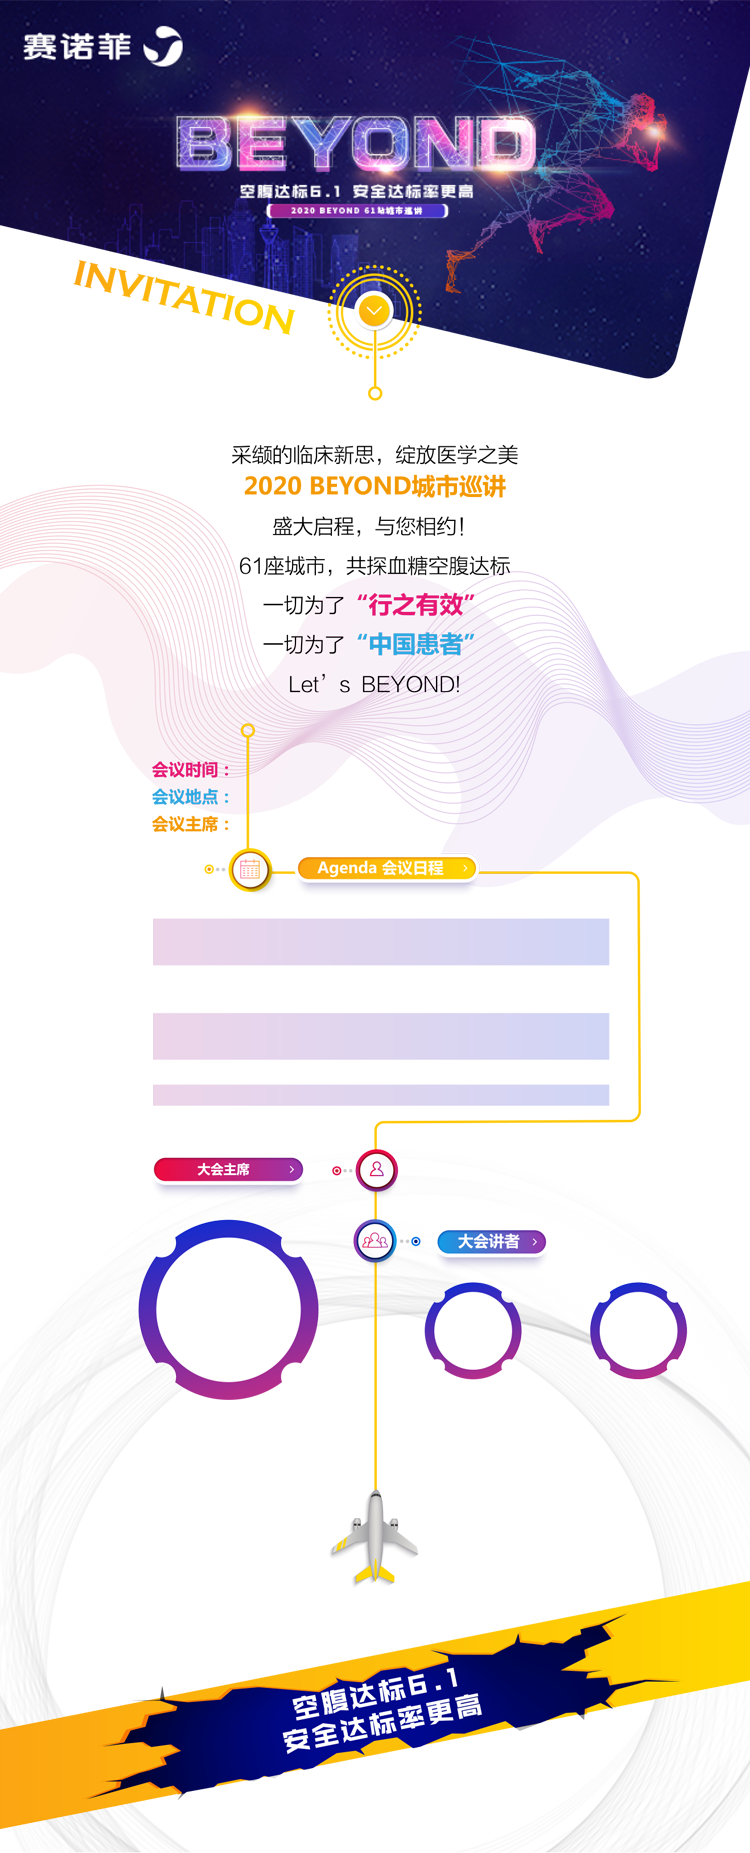 赛诺菲
BEYOND
空腹达标6.1 安全达标率更高
2020 BEYOND 61站城市巡讲
INVITATION
采缬的临床新思，绽放医学之美
2020 BEYOND城市巡讲
盛大启程，与您相约！
61座城市，共探血糖空腹达标
一切为了“行之有效”
一切为了“中国患者”
Let’s BEYOND!
会议时间：
会议地点：
会议主席：
Agenda 会议日程
大会主席
大会讲者
空腹达标6.1
安全达标率更高